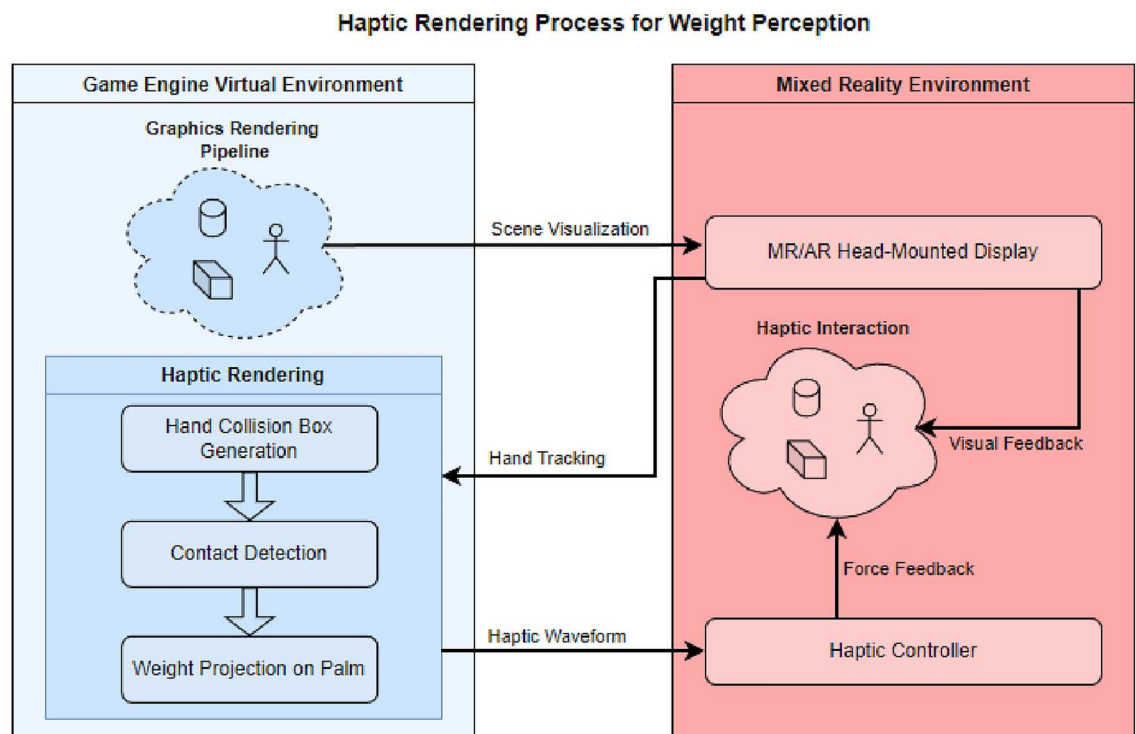 Haptic Rendering Process for Weight Perception
Game Engine Virtual Environment
Graphics Rendering
Pipeline
Haptic Rendering
Hand Collision Box
Generation
Contact Detection
Weight Projection on Palm
Scene Visualization
Hand Tracking
Haptic Waveform
Mixed Reality Environment
MR/AR Head-Mounted Display
Haptic Interaction
Visual Feedback
Force Feedback
Haptic Controller